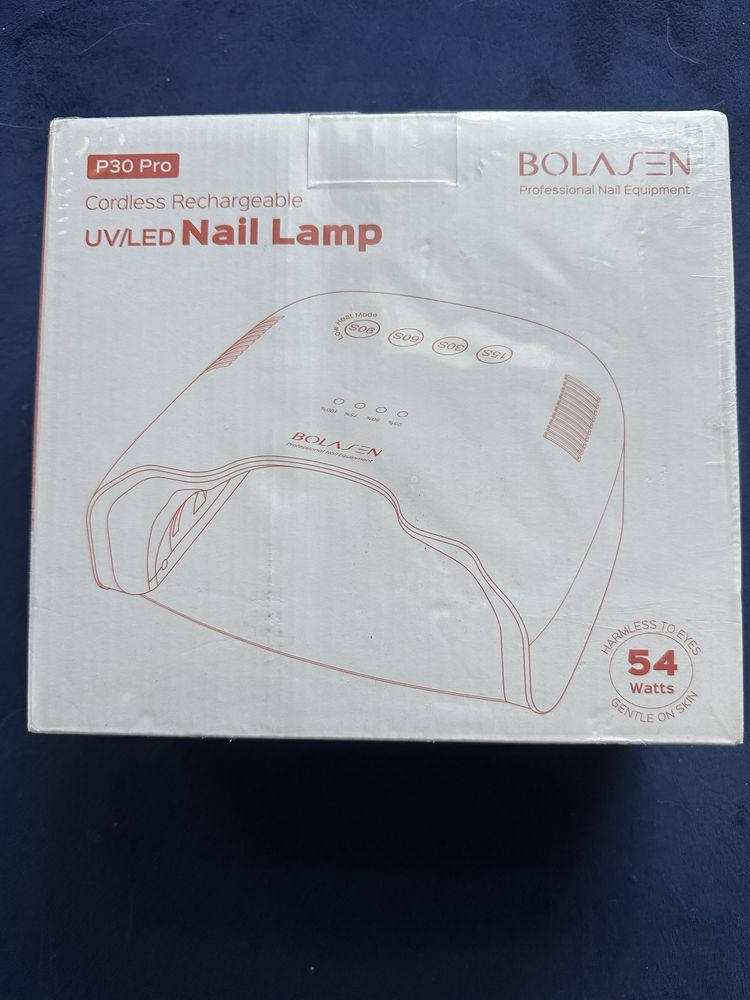 P30 Pro
BOLASEN
Professional Nail Equipment
Cordless Rechargeable
UV/LED Nail Lamp
Low Heat Mode
90S
60S
30S
15S
100%
75%
50%
25%
BOLASEN
Professional Nail Equipment
HARMLESS TO EYES
54
Watts
GENTLE ON SKIN